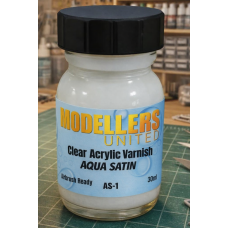 MODELLERS
UNITED
Clear Acrylic Varnish
AQUA SATIN
Airbrush Ready
AS-1
30ml